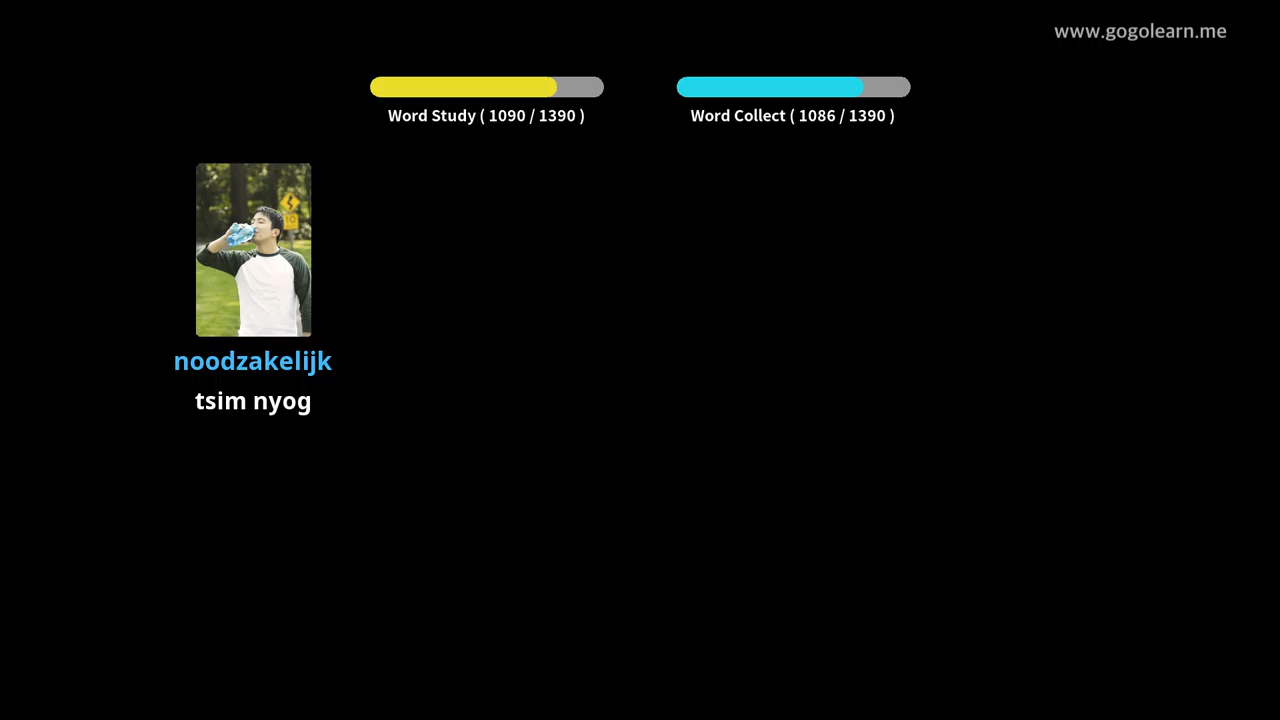 www.gogolearn.me
Word Study ( 1090 / 1390 )
Word Collect ( 1086 / 1390 )
noodzakelijk
tsim nyog